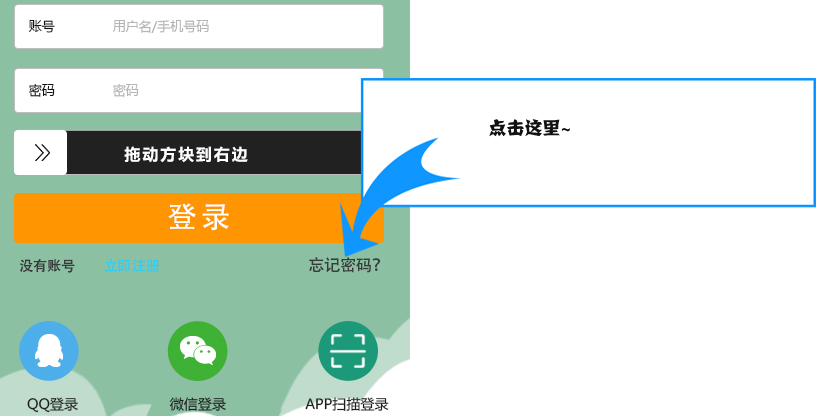 账号 用户名/手机号码
密码 密码
点击这里~
拖动方块到右边
登录
没有账号 立即注册 忘记密码?
QQ登录 微信登录 APP扫描登录